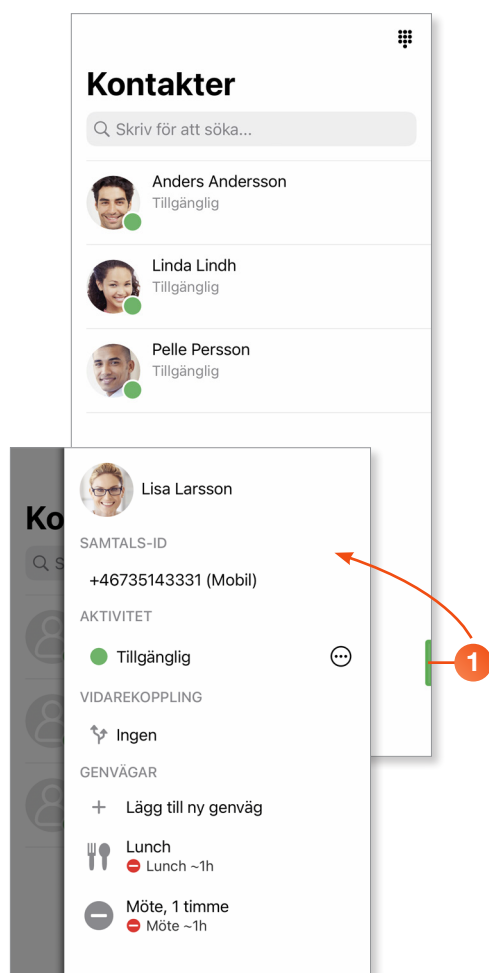 Kontakter
Skriv för att söka...
Anders Andersson
Tillgänglig
Linda Lindh
Tillgänglig
Pelle Persson
Tillgänglig
Ko
S
Lisa Larsson
SAMTALS-ID
+46735143331 (Mobil)
AKTIVITET
Tillgänglig
1
VIDAREKOPPLING
Ingen
GENVÄGAR
Lägg till ny genväg
Lunch
Lunch ~1h
Möte, 1 timme
Möte ~1h